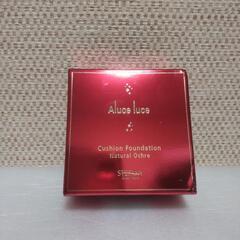 Aluce luce
Cushion Foundation
Natural Ochre